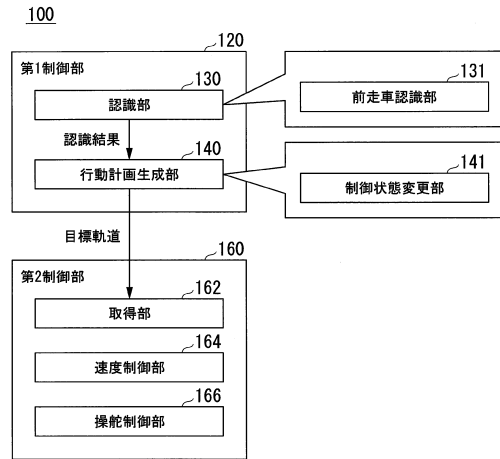 100
120
第1制御部
130
認識部
131
前走車認識部
認識結果
140
行動計画生成部
141
制御状態変更部
目標軌道
160
第2制御部
162
取得部
164
速度制御部
166
操舵制御部